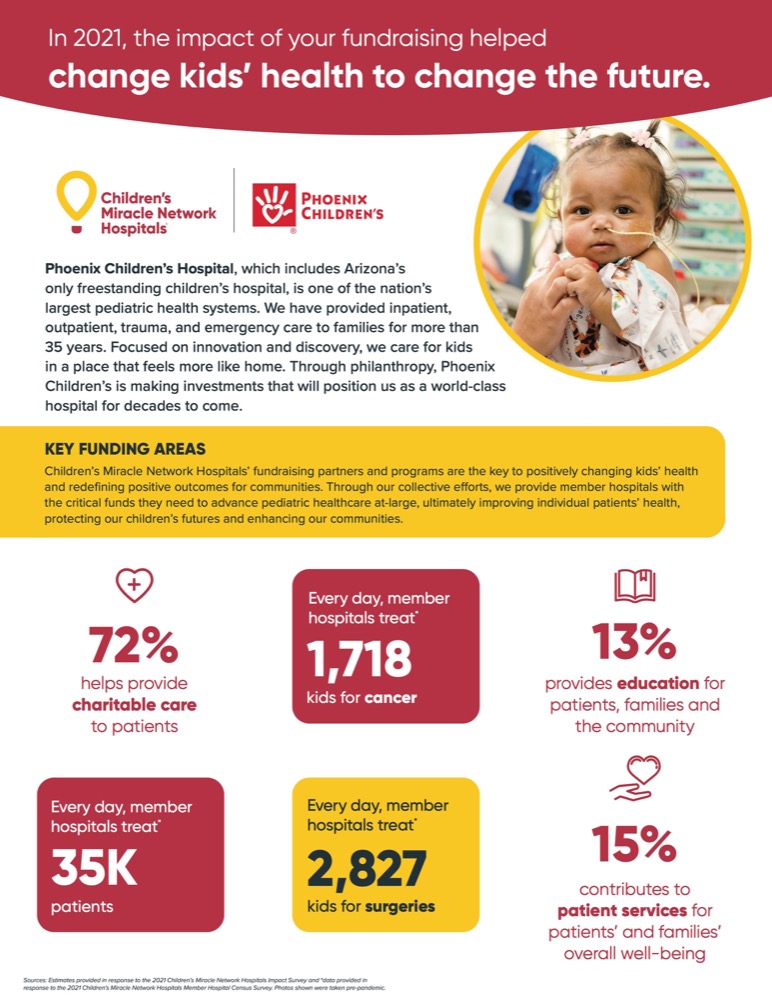 In 2021, the impact of your fundraising helped
change kids’ health to change the future.
Children’s
Miracle Network
Hospitals
PHOENIX
CHILDREN’S
®
Phoenix Children’s Hospital, which includes Arizona’s
only freestanding children’s hospital, is one of the nation’s
largest pediatric health systems. We have provided inpatient,
outpatient, trauma, and emergency care to families for more than
35 years. Focused on innovation and discovery, we care for kids
in a place that feels more like home. Through philanthropy, Phoenix
Children’s is making investments that will position us as a world-class
hospital for decades to come.
KEY FUNDING AREAS
Children’s Miracle Network Hospitals’ fundraising partners and programs are the key to positively changing kids’ health
and redefining positive outcomes for communities. Through our collective efforts, we provide member hospitals with
the critical funds they need to advance pediatric healthcare at-large, ultimately improving individual patients’ health,
protecting our children’s futures and enhancing our communities.
72%
helps provide
charitable care
to patients
Every day, member
hospitals treat*
1,718
kids for cancer
13%
provides education for
patients, families and
the community
Every day, member
hospitals treat*
35K
patients
Every day, member
hospitals treat*
2,827
kids for surgeries
15%
contributes to
patient services for
patients’ and families’
overall well-being
Sources: Estimates provided in response to the 2021 Children’s Miracle Network Hospitals Impact Survey and *data provided in
response to the 2021 Children’s Miracle Network Hospitals Member Hospital Census Survey. Photos shown were taken pre-pandemic.